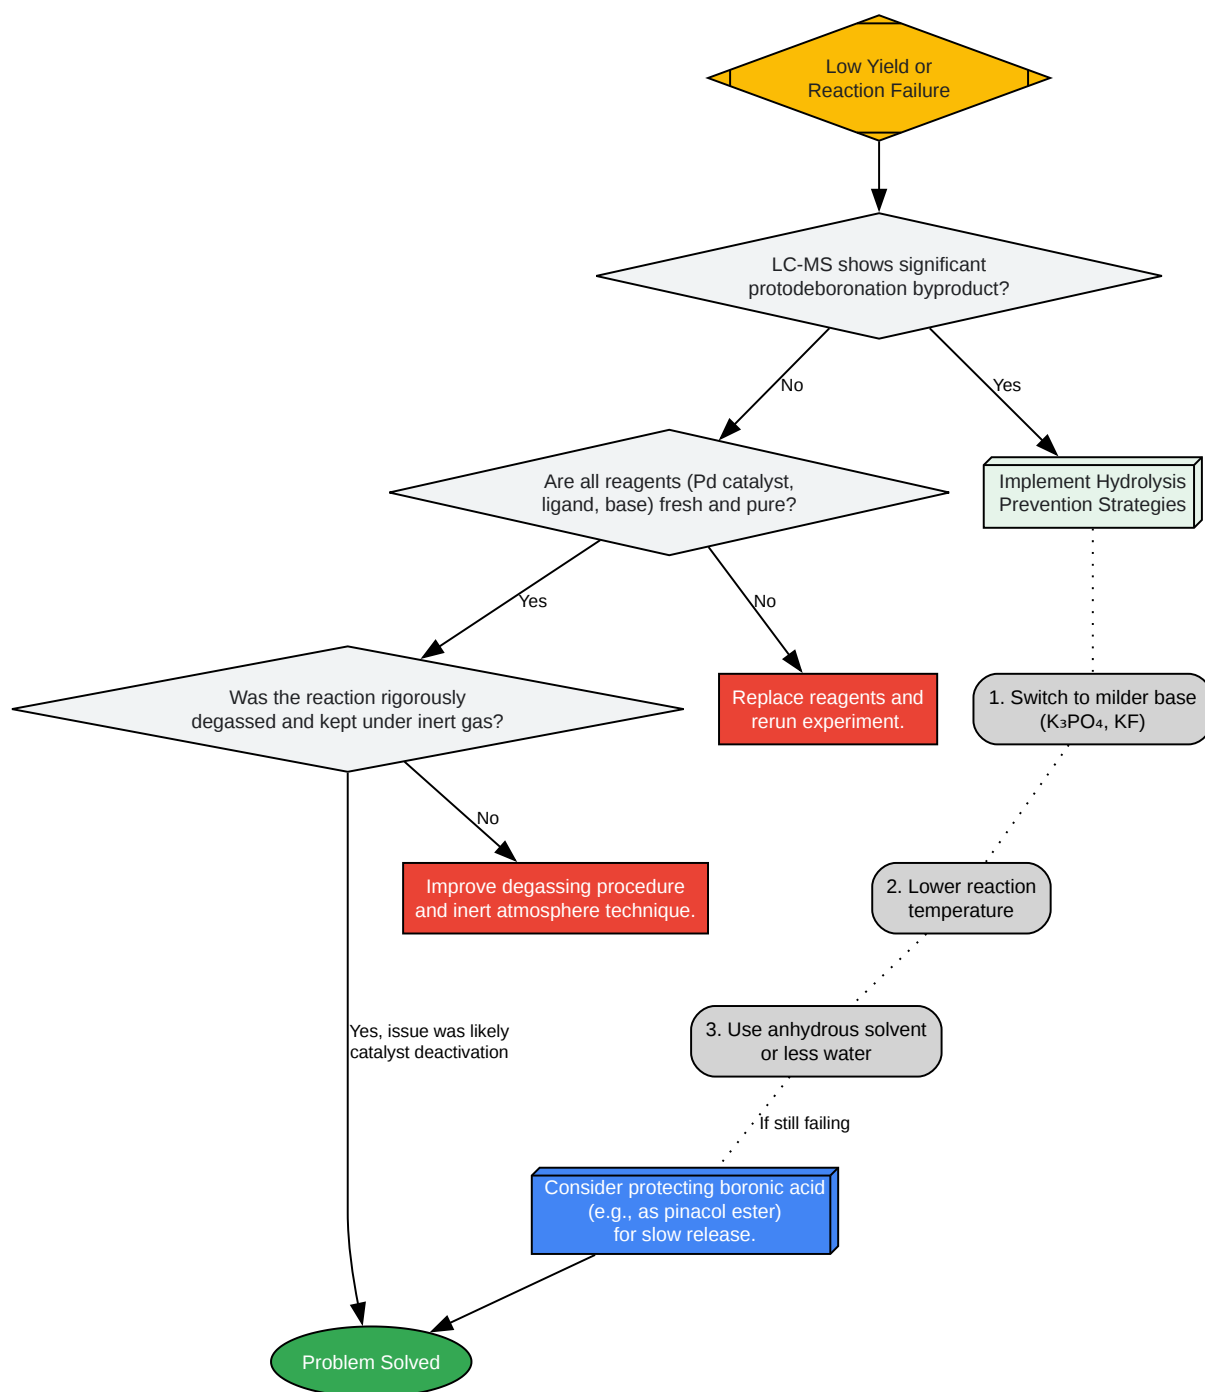 Low Yield or
Reaction Failure
LC-MS shows significant
protodeboronation byproduct?
No
Yes
Are all reagents (Pd catalyst,
ligand, base) fresh and pure?
Implement Hydrolysis
Prevention Strategies
Yes
No
Was the reaction rigorously
degassed and kept under inert gas?
Replace reagents and
rerun experiment.
1. Switch to milder base
(K₃PO₄, KF)
No
Improve degassing procedure
and inert atmosphere technique.
2. Lower reaction
temperature
Yes, issue was likely
catalyst deactivation
3. Use anhydrous solvent
or less water
If still failing
Consider protecting boronic acid
(e.g., as pinacol ester)
for slow release.
Problem Solved